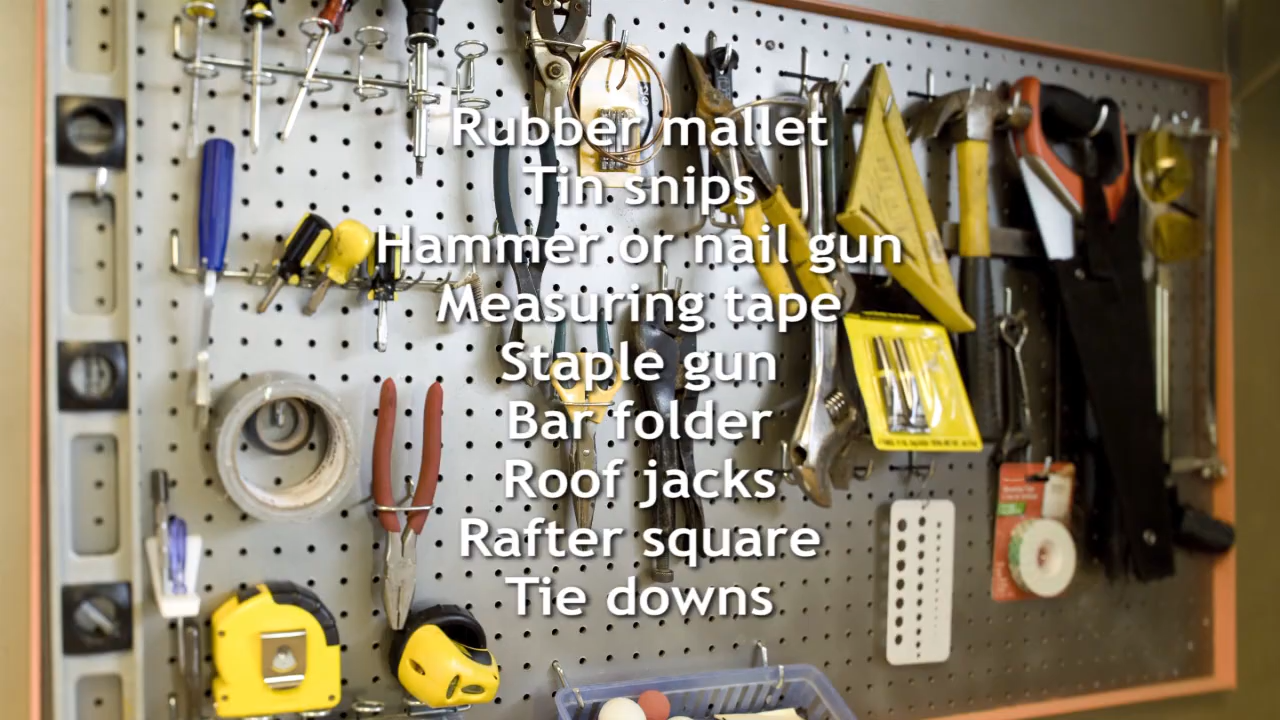 Rubber mallet
Tin snips
Hammer or nail gun
Measuring tape
Staple gun
Bar folder
Roof jacks
Rafter square
Tie downs